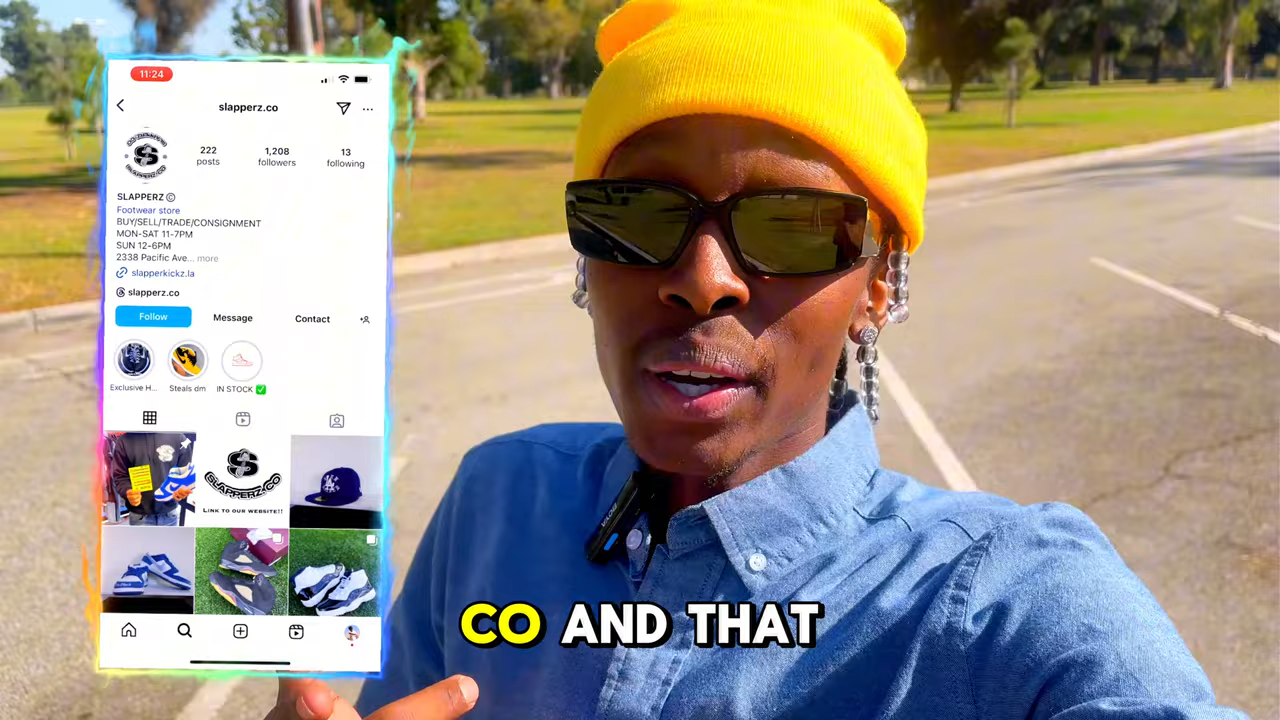 11:24
slapperz.co
222 1,208 13
posts followers following
SLAPPERZ ©
Footwear store
BUY/SELL/TRADE/CONSIGNMENT
MON-SAT 11-7PM
SUN 12-6PM
2338 Pacific Ave... more
slapperkickz.la
slapperz.co
Follow Message Contact
Exclusive H... Steals dm IN STOCK ✅
SLAPPERZ.CO
LINK TO OUR WEBSITE!!
CO AND THAT